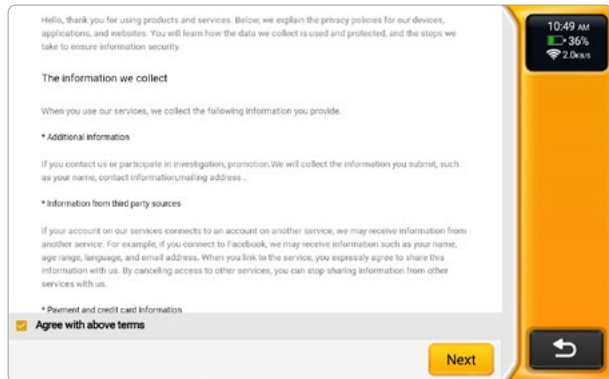 Hello, thank you for using products and services. Below, we explain the privacy policies for our devices,
applications, and websites. You will learn how the data we collect is used and protected, and the steps we
take to ensure information security.
The information we collect
When you use our services, we collect the following information you provide.
* Additional information
If you contact us or participate in investigation, promotion.We will collect the information you submit, such
as your name, contact information,mailing address .
* Information from third party sources
If your account on our services connects to an account on another service, we may receive information from
another service. For example, if you connect to Facebook, we may receive information such as your name,
age range, language, and email address. When you link to the service, you expressly agree to share this
information with us. By canceling access to other services, you can stop sharing information from other
services with us.
* Payment and credit card information
Agree with above terms
Next
10:49 AM
36%
2.0KB/S